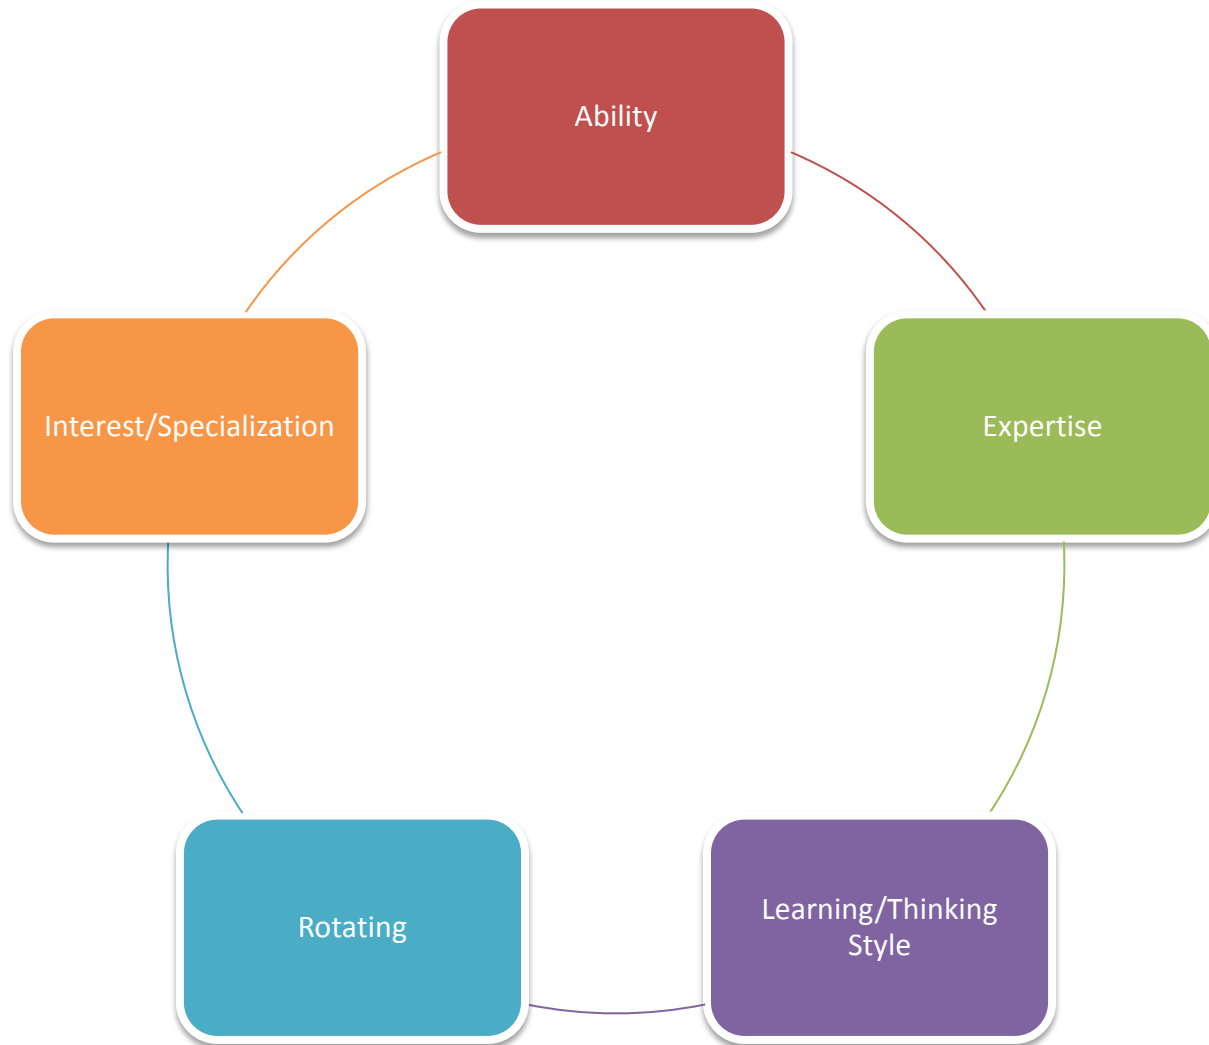 Ability
Interest/Specialization
Expertise
Rotating
Learning/Thinking
Style